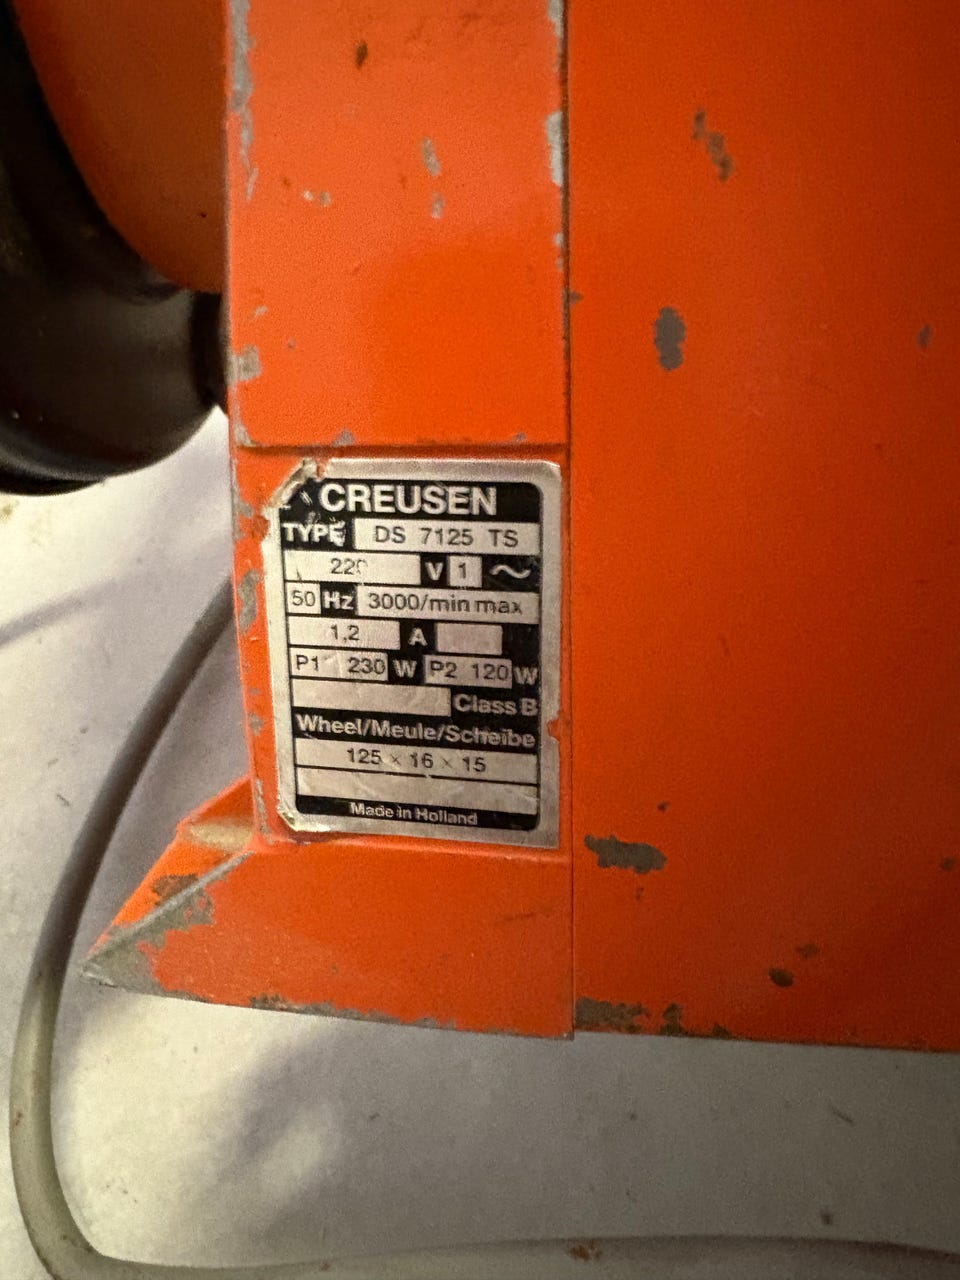 CREUSEN
TYPE DS 7125 TS
220 V 1 ~
50 Hz 3000/min max
1,2 A
P1 230 W P2 120 W
Class B
Wheel/Meule/Scheibe
125 × 16 × 15
Made in Holland